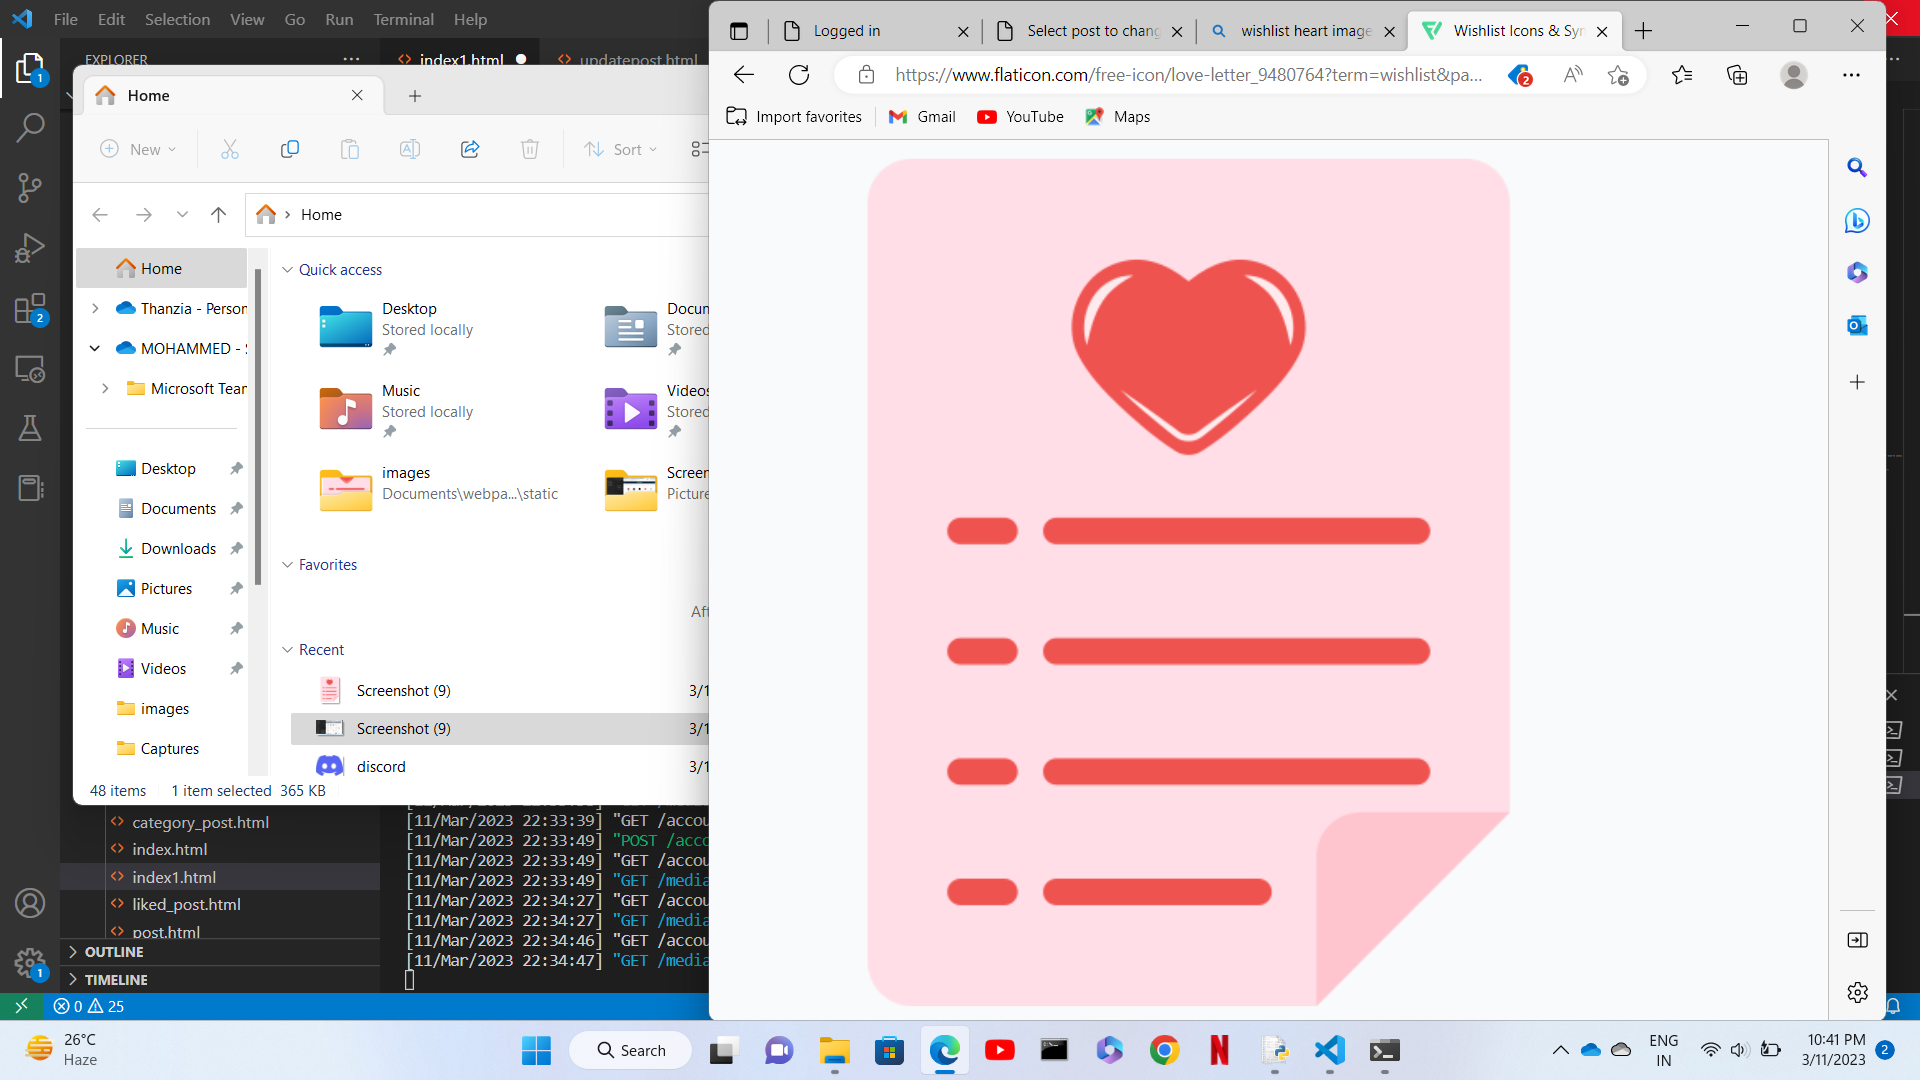 File Edit Selection View Go Run Terminal Help
EXPLORER
index1.html
updatepost.html
Home
New
Sort
Home
Home
Thanzia - Person
MOHAMMED - S
Microsoft Tean
Desktop
Documents
Downloads
Pictures
Music
Videos
images
Captures
Quick access
Desktop
Stored locally
Docum
Stored
Music
Stored locally
Videos
Stored
images
Documents\webpa...\static
Screen
Picture
Favorites
Aft
Recent
Screenshot (9) 3/1
Screenshot (9) 3/1
discord 3/1
48 items 1 item selected 365 KB
category_post.html
index.html
index1.html
liked_post.html
post.html
OUTLINE
TIMELINE
[11/Mar/2023 22:33:39] "GET /accou
[11/Mar/2023 22:33:49] "POST /acco
[11/Mar/2023 22:33:49] "GET /accou
[11/Mar/2023 22:33:49] "GET /media
[11/Mar/2023 22:34:27] "GET /accou
[11/Mar/2023 22:34:27] "GET /media
[11/Mar/2023 22:34:46] "GET /accou
[11/Mar/2023 22:34:47] "GET /media
0 25
Logged in
Select post to chang
wishlist heart image
Wishlist Icons & Syn
https://www.flaticon.com/free-icon/love-letter_9480764?term=wishlist&pa...
2
Import favorites Gmail YouTube Maps
1
2
1
26°C
Haze
Search
ENG
IN
10:41 PM
3/11/2023
2